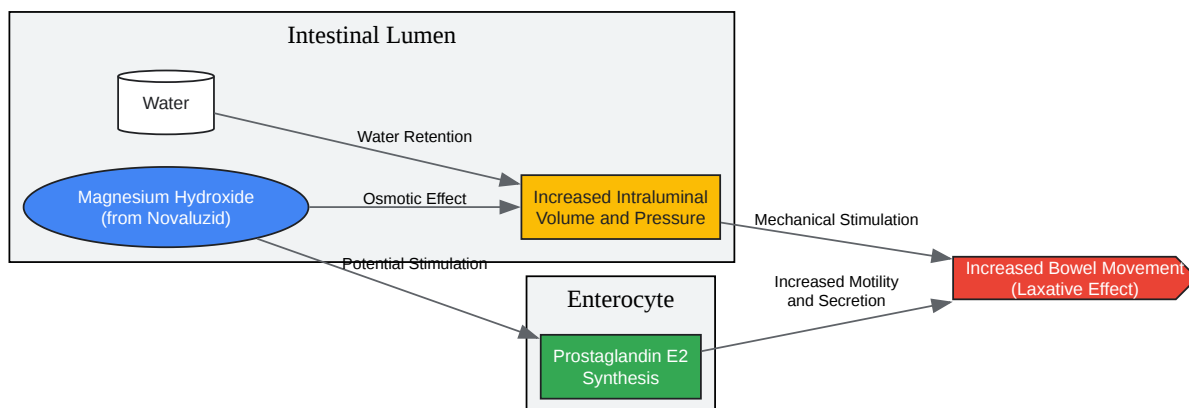 Intestinal Lumen
Water
Water Retention
Magnesium Hydroxide
(from Novaluzid)
Osmotic Effect
Increased Intraluminal
Volume and Pressure
Mechanical Stimulation
Potential Stimulation
Increased Bowel Movement
(Laxative Effect)
Increased Motility
and Secretion
Enterocyte
Prostaglandin E2
Synthesis